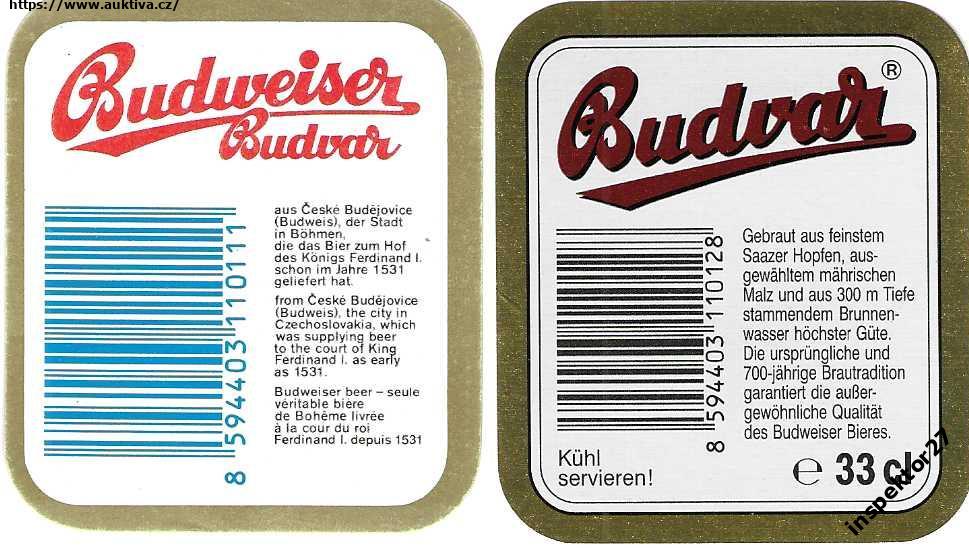 https://www.auktiva.cz/
Budweiser
Budvar
aus České Budějovice
(Budweis), der Stadt
in Böhmen,
die das Bier zum Hof
des Königs Ferdinand I.
schon im Jahre 1531
geliefert hat.
from České Budějovice
(Budweis), the city in
Czechoslovakia, which
was supplying beer
to the court of King
Ferdinand I. as early
as 1531.
Budweiser beer – seule
véritable bière
de Bohême livrée
à la cour du roi
Ferdinand I. depuis 1531
8 594403 110111
Budvar ®
Gebraut aus feinstem
Saazer Hopfen, aus-
gewähltem mährischen
Malz und aus 300 m Tiefe
stammendem Brunnen-
wasser höchster Güte.
Die ursprüngliche und
700-jährige Brautradition
garantiert die außer-
gewöhnliche Qualität
des Budweiser Bieres.
8 594403 110128
Kühl
servieren!
℮ 33 cl
inspektor27